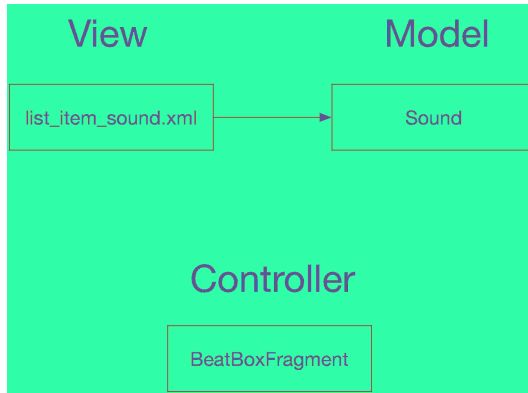 View
Model
list_item_sound.xml
Sound
Controller
BeatBoxFragment